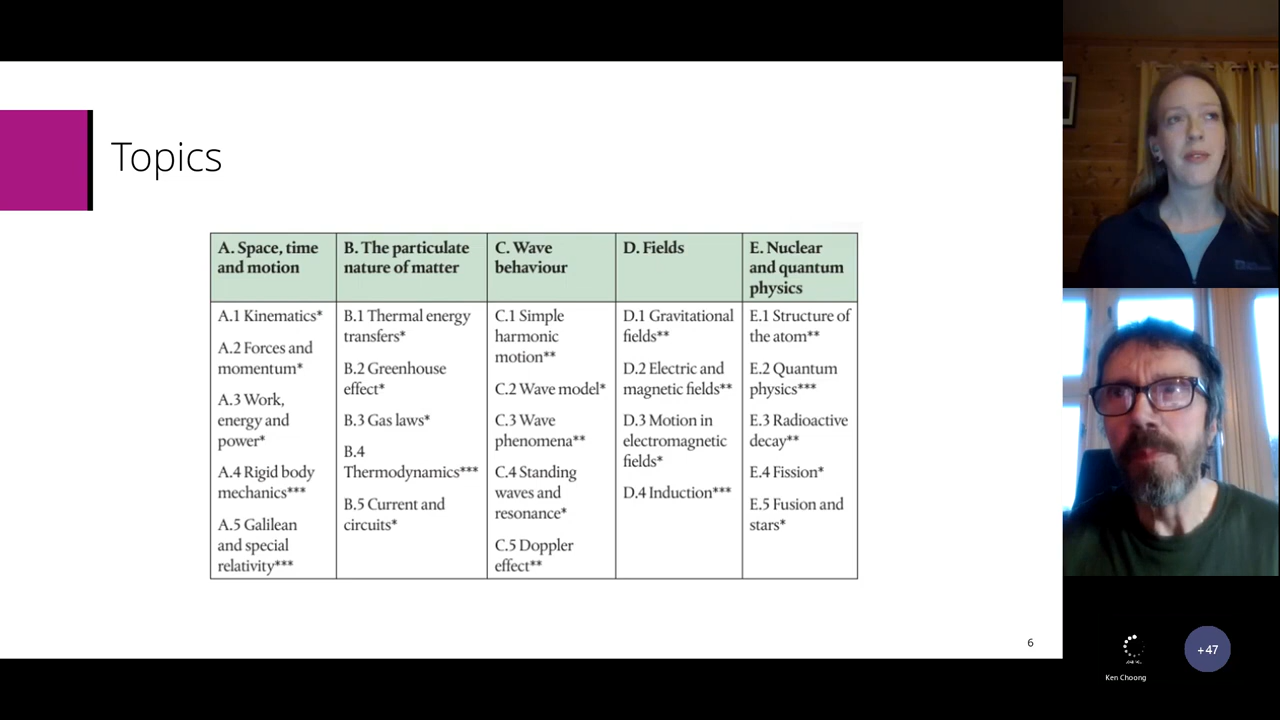 Topics
A. Space, time
and motion
B. The particulate
nature of matter
C. Wave
behaviour
D. Fields
E. Nuclear
and quantum
physics
A.1 Kinematics*
A.2 Forces and
momentum*
A.3 Work,
energy and
power*
A.4 Rigid body
mechanics***
A.5 Galilean
and special
relativity***
B.1 Thermal energy
transfers*
B.2 Greenhouse
effect*
B.3 Gas laws*
B.4
Thermodynamics***
B.5 Current and
circuits*
C.1 Simple
harmonic
motion**
C.2 Wave model*
C.3 Wave
phenomena**
C.4 Standing
waves and
resonance*
C.5 Doppler
effect**
D.1 Gravitational
fields**
D.2 Electric and
magnetic fields**
D.3 Motion in
electromagnetic
fields*
D.4 Induction***
E.1 Structure of
the atom**
E.2 Quantum
physics***
E.3 Radioactive
decay**
E.4 Fission*
E.5 Fusion and
stars*
6
+47
Ken Choong